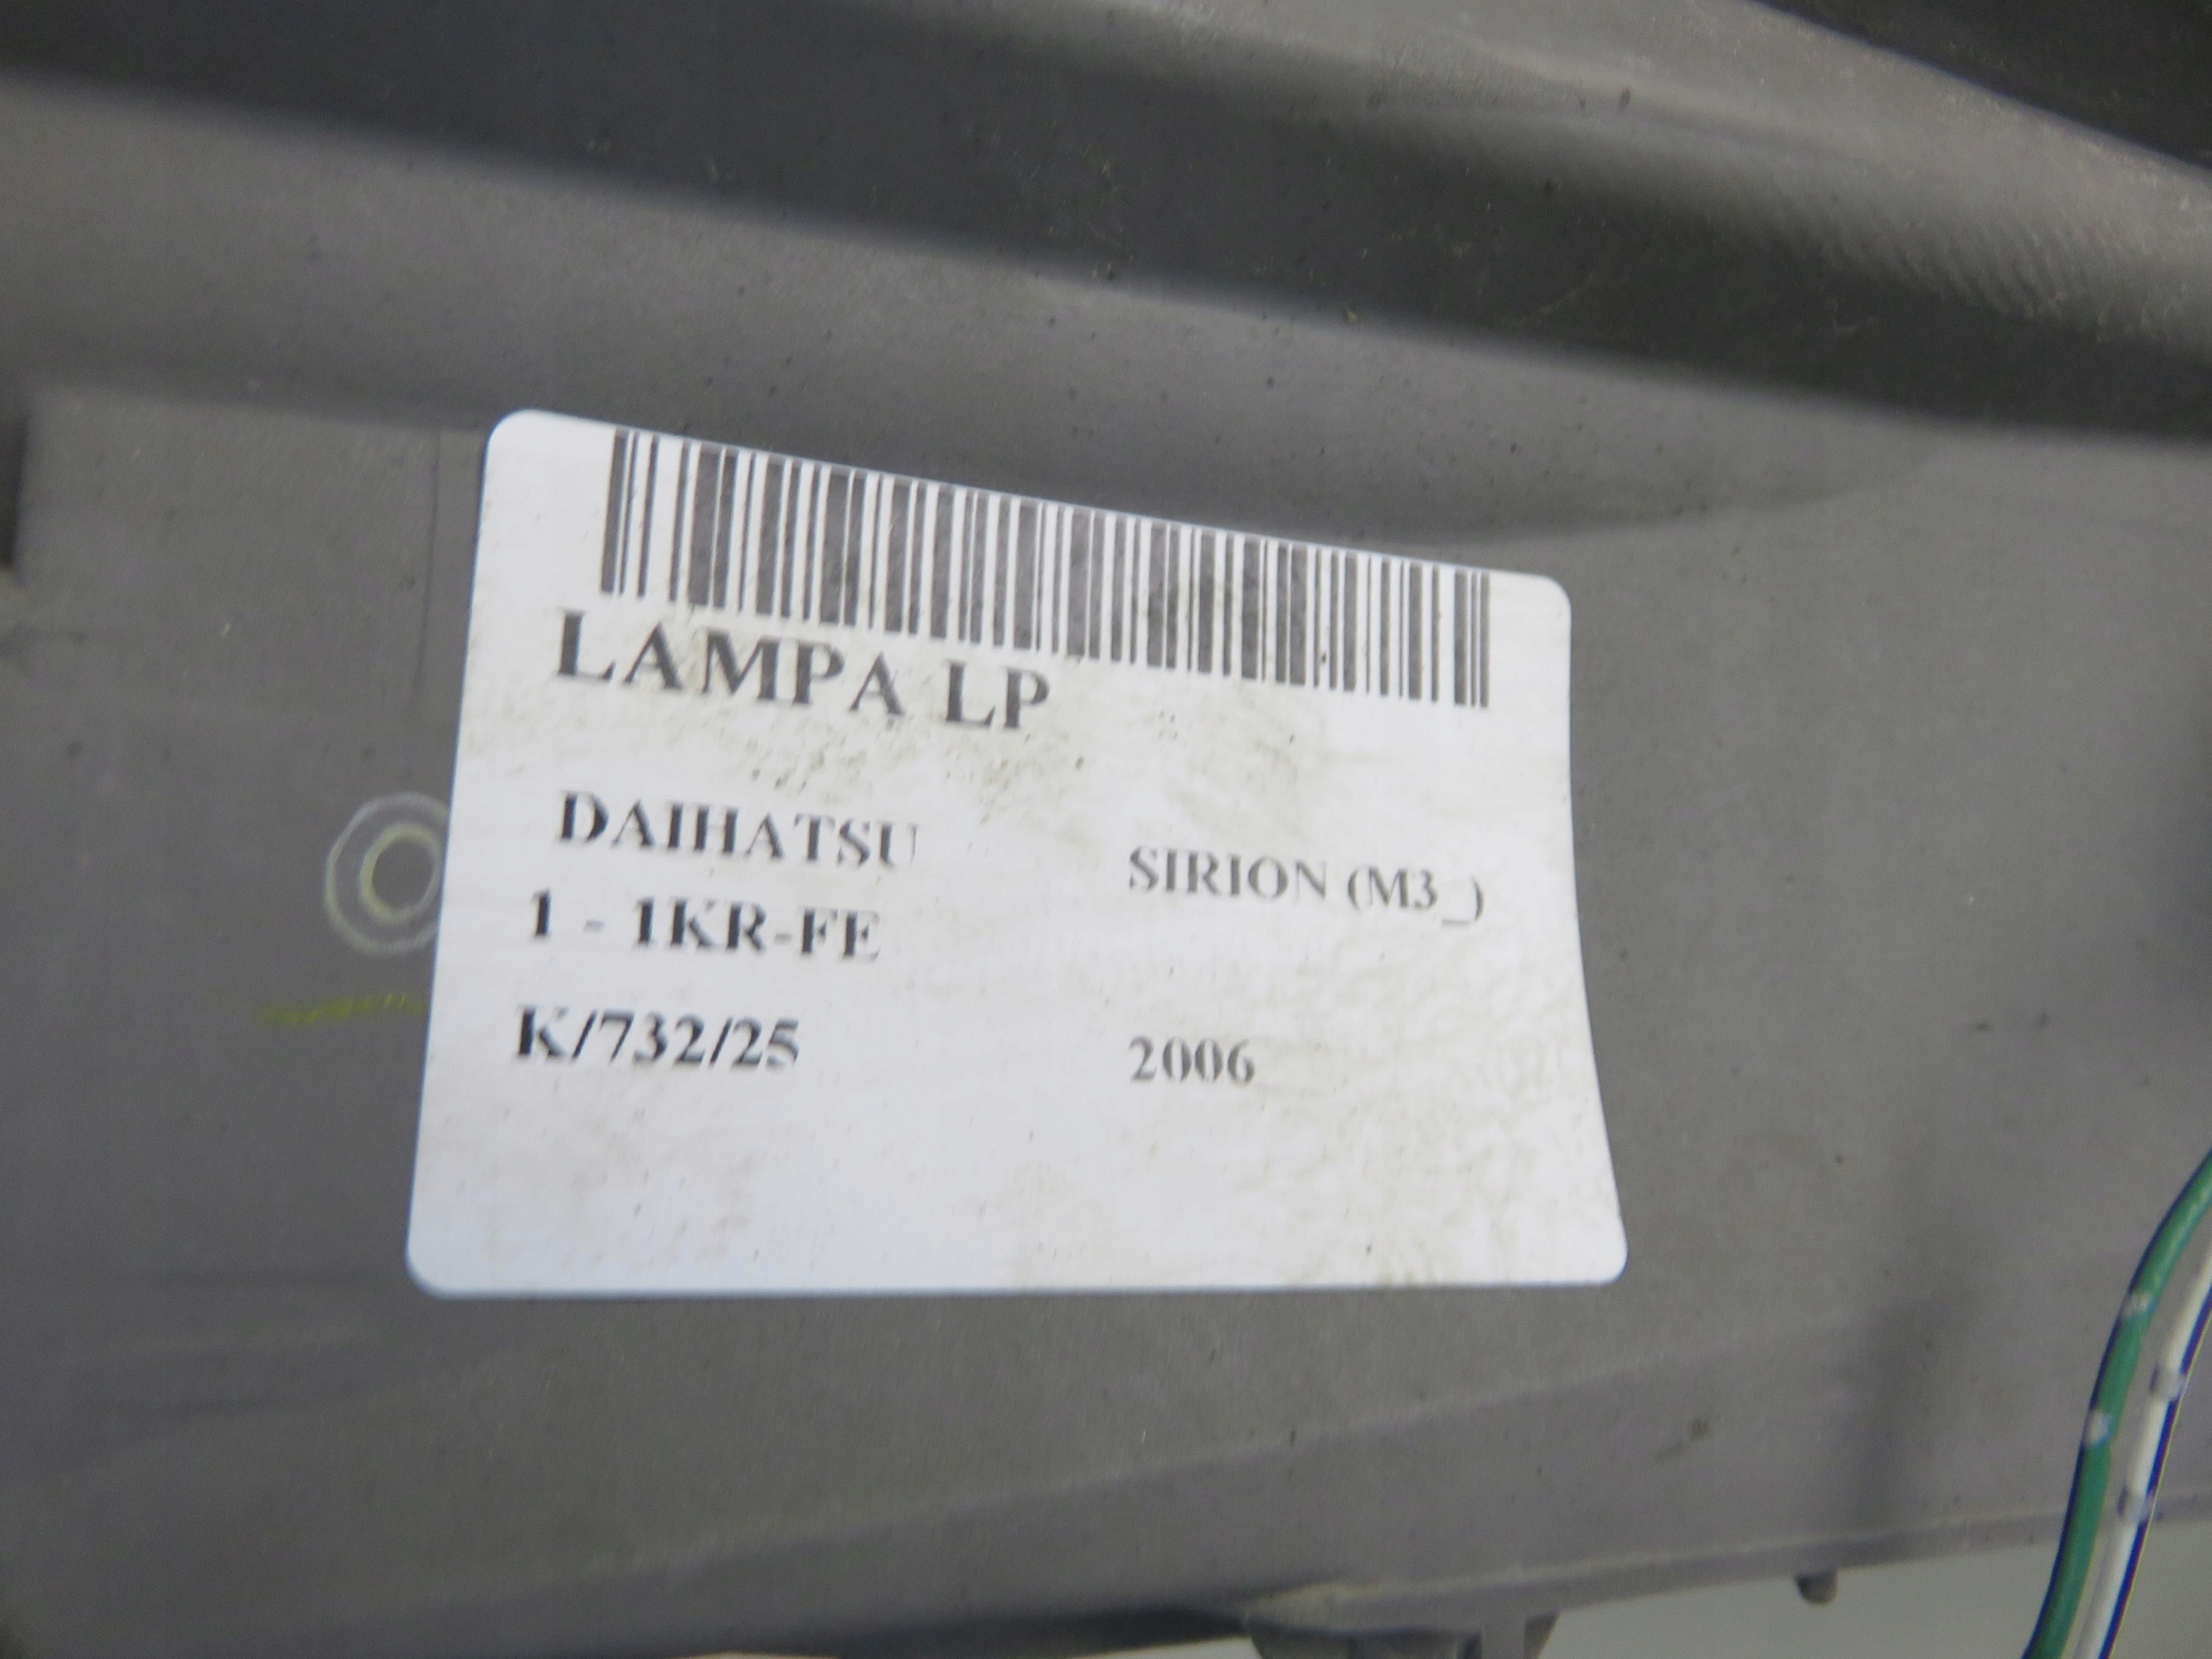 LAMPA LP
DAIHATSU SIRION (M3_)
1 - 1KR-FE
K/732/25 2006